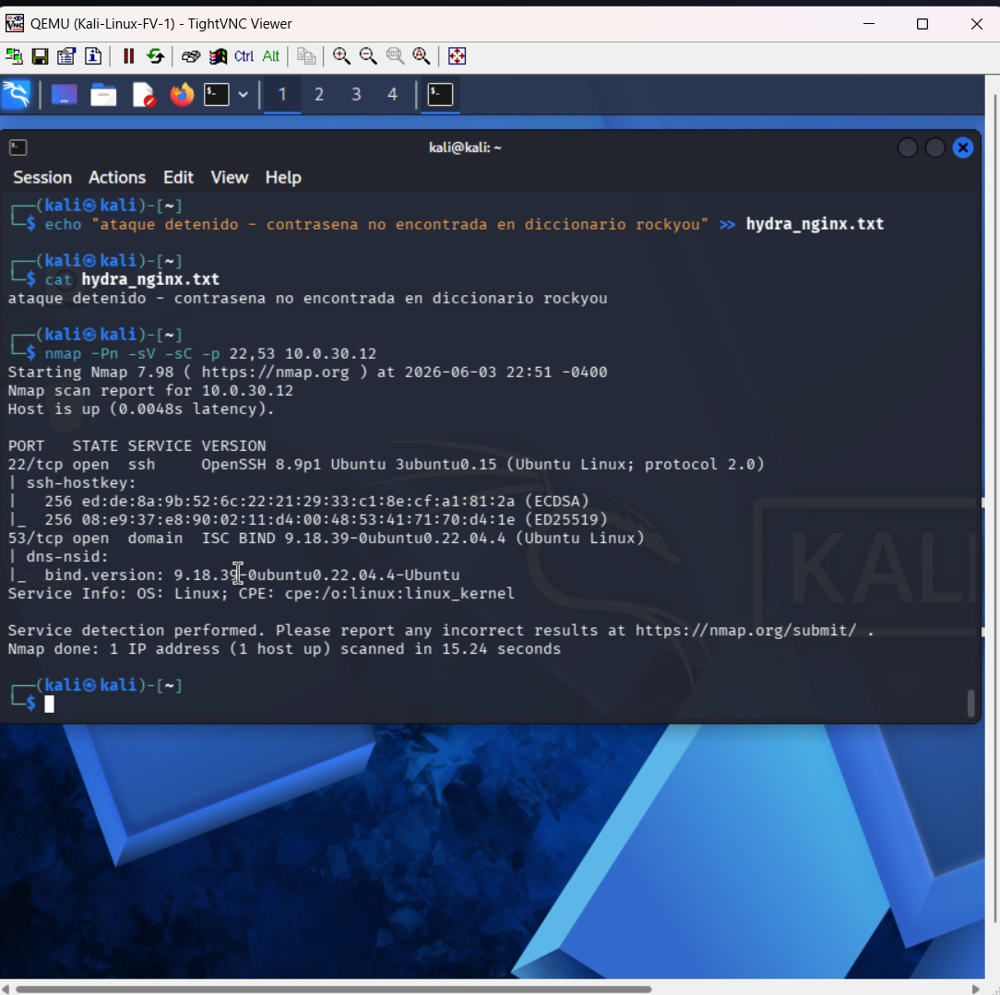 QEMU (Kali-Linux-FV-1) - TightVNC Viewer
Ctrl Alt
1 2 3 4
kali@kali: ~
Session Actions Edit View Help
┌──(kali㉿kali)-[~]
└─$ echo "ataque detenido - contrasena no encontrada en diccionario rockyou" >> hydra_nginx.txt
┌──(kali㉿kali)-[~]
└─$ cat hydra_nginx.txt
ataque detenido - contrasena no encontrada en diccionario rockyou
┌──(kali㉿kali)-[~]
└─$ nmap -Pn -sV -sC -p 22,53 10.0.30.12
Starting Nmap 7.98 ( https://nmap.org ) at 2026-06-03 22:51 -0400
Nmap scan report for 10.0.30.12
Host is up (0.0048s latency).
PORT   STATE SERVICE VERSION
22/tcp open  ssh     OpenSSH 8.9p1 Ubuntu 3ubuntu0.15 (Ubuntu Linux; protocol 2.0)
| ssh-hostkey:
|   256 ed:de:8a:9b:52:6c:22:21:29:33:c1:8e:cf:a1:81:2a (ECDSA)
|_  256 08:e9:37:e8:90:02:11:d4:00:48:53:41:71:70:d4:1e (ED25519)
53/tcp open  domain  ISC BIND 9.18.39-0ubuntu0.22.04.4 (Ubuntu Linux)
| dns-nsid:
|_  bind.version: 9.18.39-0ubuntu0.22.04.4-Ubuntu
Service Info: OS: Linux; CPE: cpe:/o:linux:linux_kernel
Service detection performed. Please report any incorrect results at https://nmap.org/submit/ .
Nmap done: 1 IP address (1 host up) scanned in 15.24 seconds
┌──(kali㉿kali)-[~]
└─$
KALI